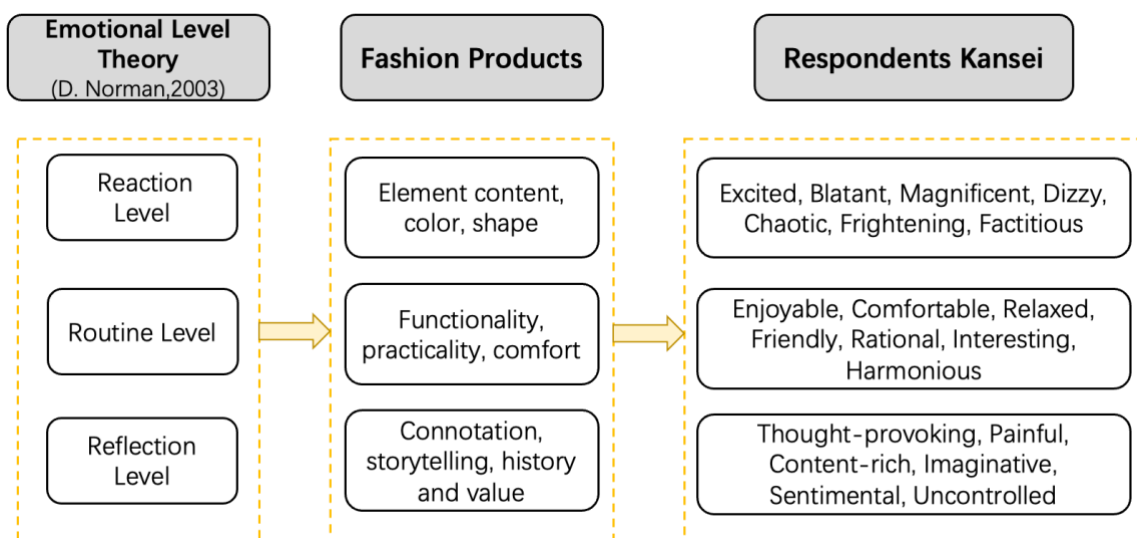 Emotional Level
Theory
(D. Norman,2003)
Fashion Products
Respondents Kansei
Reaction
Level
Element content,
color, shape
Excited, Blatant, Magnificent, Dizzy,
Chaotic, Frightening, Factitious
Routine Level
Functionality,
practicality, comfort
Enjoyable, Comfortable, Relaxed,
Friendly, Rational, Interesting,
Harmonious
Reflection
Level
Connotation,
storytelling, history
and value
Thought-provoking, Painful,
Content-rich, Imaginative,
Sentimental, Uncontrolled